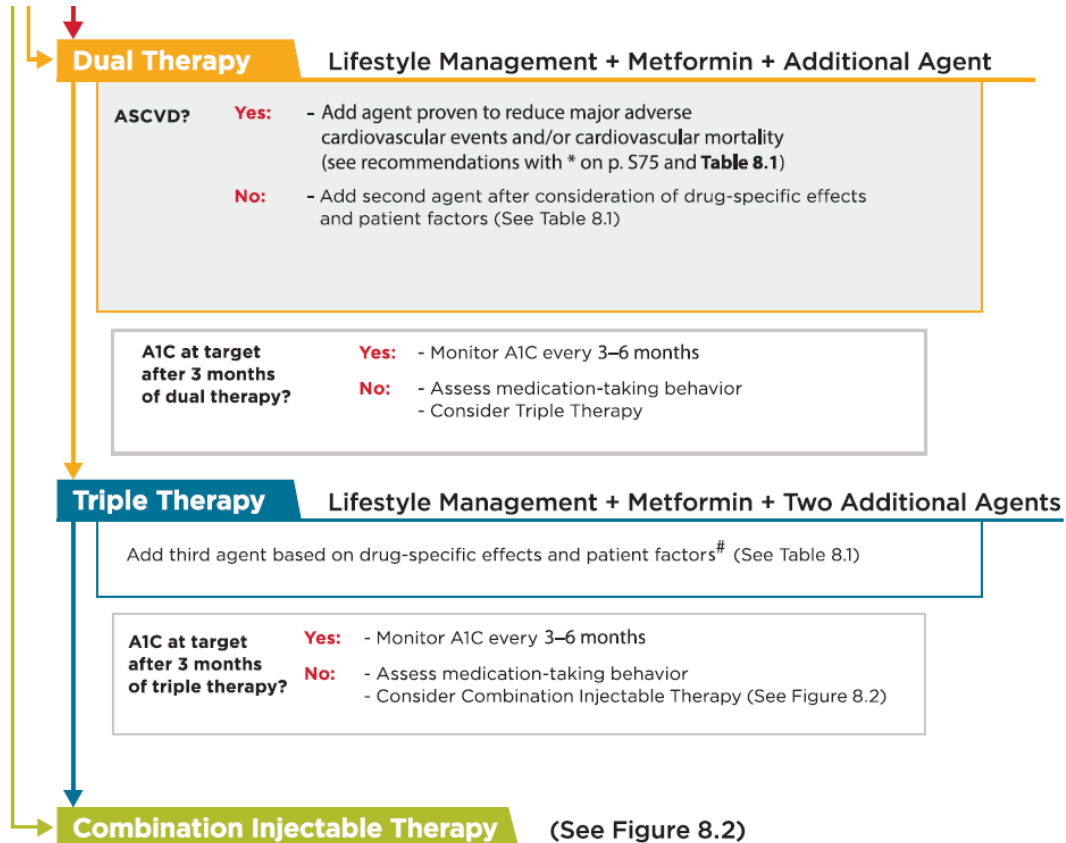 Dual Therapy Lifestyle Management + Metformin + Additional Agent
ASCVD? Yes: - Add agent proven to reduce major adverse
cardiovascular events and/or cardiovascular mortality
(see recommendations with * on p. S75 and Table 8.1)
No: - Add second agent after consideration of drug-specific effects
and patient factors (See Table 8.1)
A1C at target
after 3 months
of dual therapy?
Yes: - Monitor A1C every 3–6 months
No: - Assess medication-taking behavior
- Consider Triple Therapy
Triple Therapy Lifestyle Management + Metformin + Two Additional Agents
Add third agent based on drug-specific effects and patient factors# (See Table 8.1)
A1C at target
after 3 months
of triple therapy?
Yes: - Monitor A1C every 3–6 months
No: - Assess medication-taking behavior
- Consider Combination Injectable Therapy (See Figure 8.2)
Combination Injectable Therapy (See Figure 8.2)